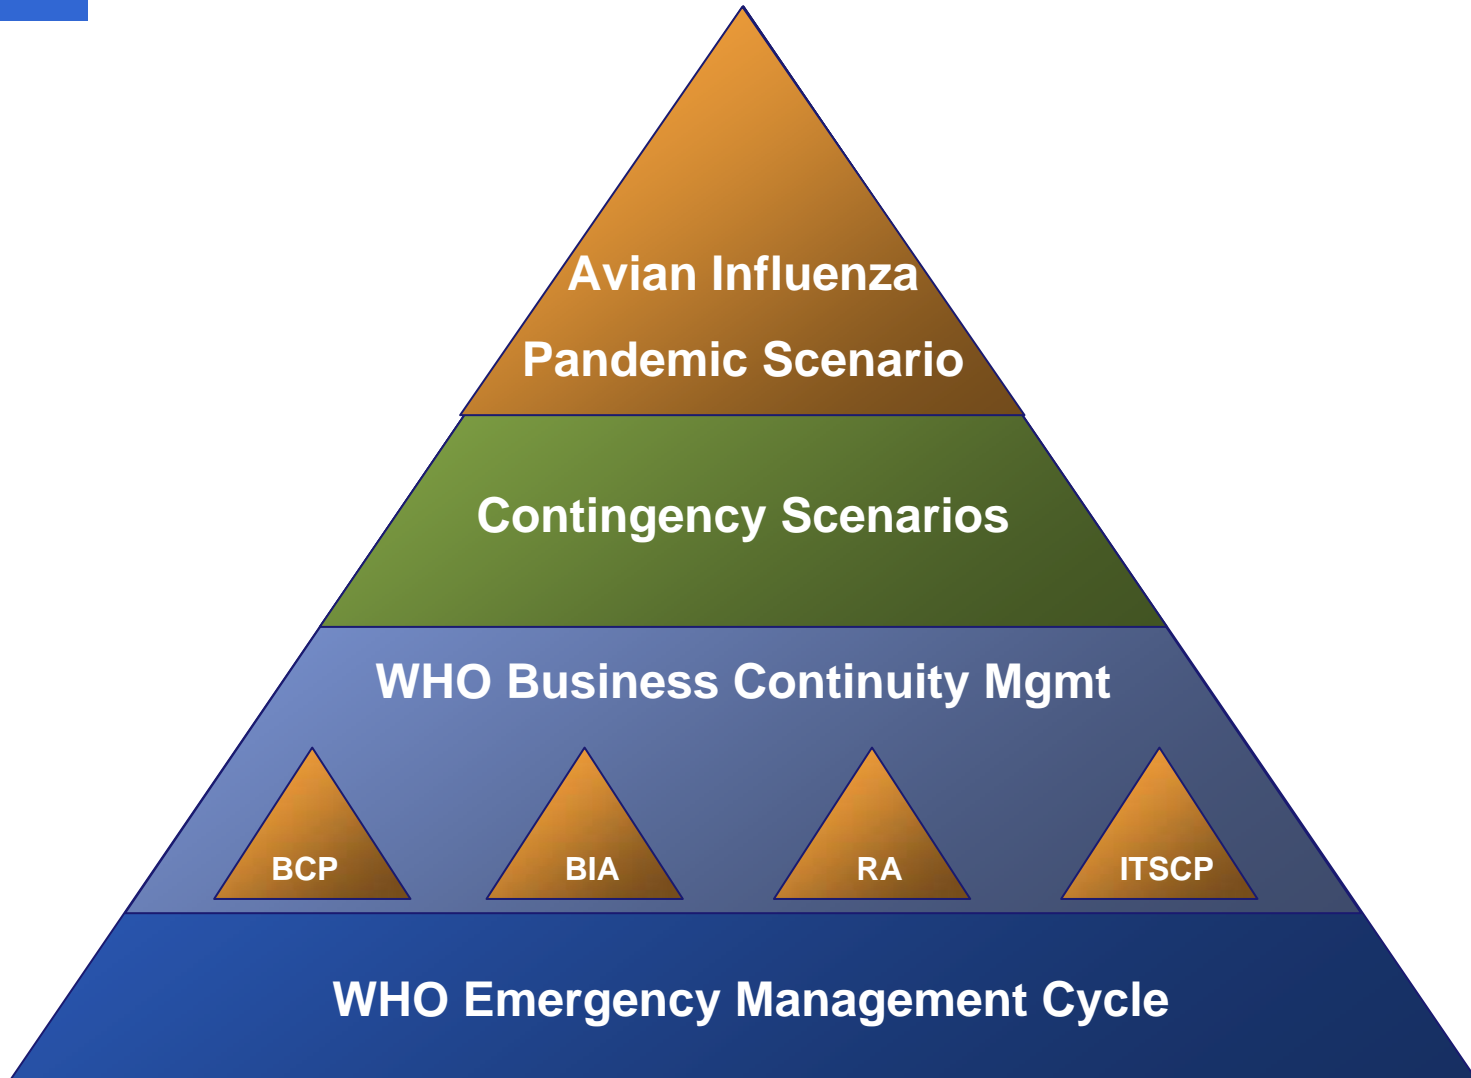 Avian Influenza
Pandemic Scenario
Contingency Scenarios
WHO Business Continuity Mgmt
BCP
BIA
RA
ITSCP
WHO Emergency Management Cycle